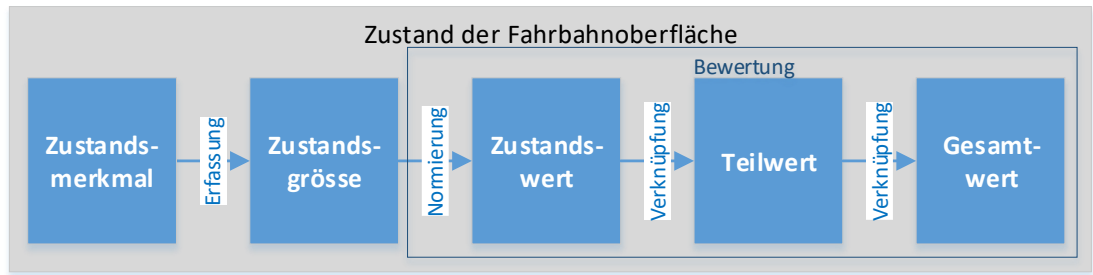 Zustand der Fahrbahnoberfläche
Bewertung
Zustands-
merkmal
Erfassung
Zustands-
grösse
Normierung
Zustands-
wert
Verknüpfung
Teilwert
Verknüpfung
Gesamt-
wert